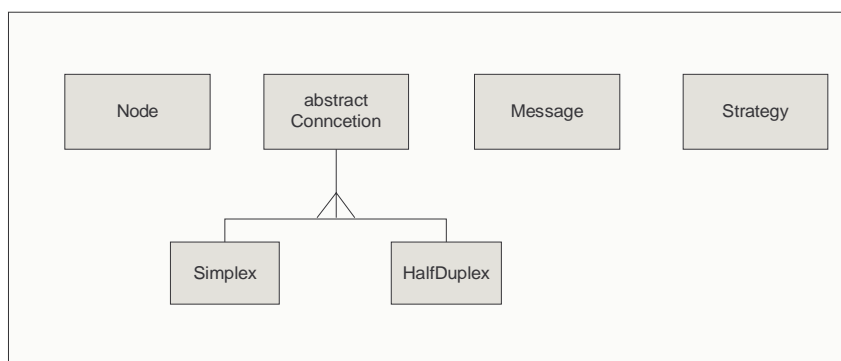 Node
abstract
Conncetion
Message
Strategy
Simplex
HalfDuplex